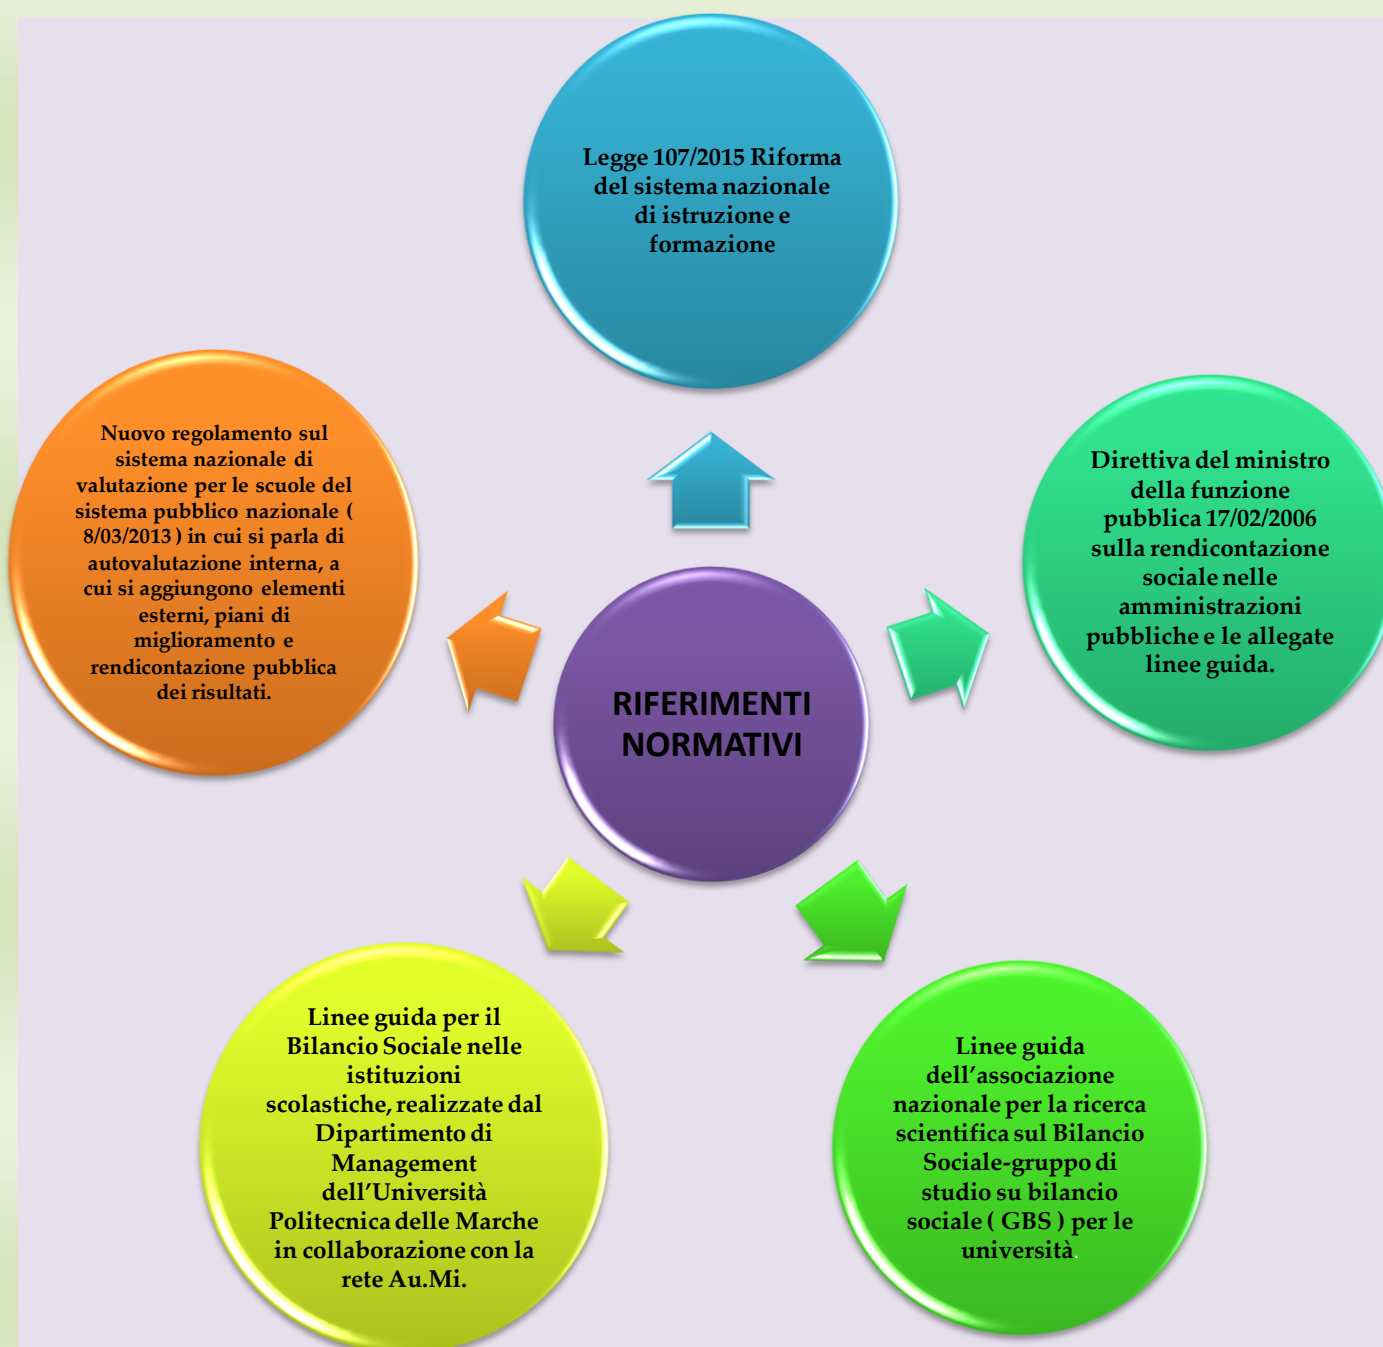 Legge 107/2015 Riforma
del sistema nazionale
di istruzione e
formazione
Nuovo regolamento sul
sistema nazionale di
valutazione per le scuole del
sistema pubblico nazionale (
8/03/2013 ) in cui si parla di
autovalutazione interna, a
cui si aggiungono elementi
esterni, piani di
miglioramento e
rendicontazione pubblica
dei risultati.
Direttiva del ministro
della funzione
pubblica 17/02/2006
sulla rendicontazione
sociale nelle
amministrazioni
pubbliche e le allegate
linee guida.
RIFERIMENTI
NORMATIVI
Linee guida per il
Bilancio Sociale nelle
istituzioni
scolastiche, realizzate dal
Dipartimento di
Management
dell’Università
Politecnica delle Marche
in collaborazione con la
rete Au.Mi.
Linee guida
dell’associazione
nazionale per la ricerca
scientifica sul Bilancio
Sociale-gruppo di
studio su bilancio
sociale ( GBS ) per le
università.